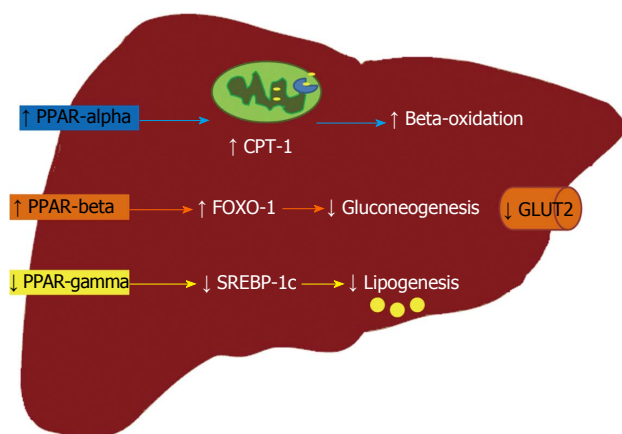 ↑ PPAR-alpha
↑ CPT-1
↑ Beta-oxidation
↑ PPAR-beta
↑ FOXO-1
↓ Gluconeogenesis
↓ GLUT2
↓ PPAR-gamma
↓ SREBP-1c
↓ Lipogenesis